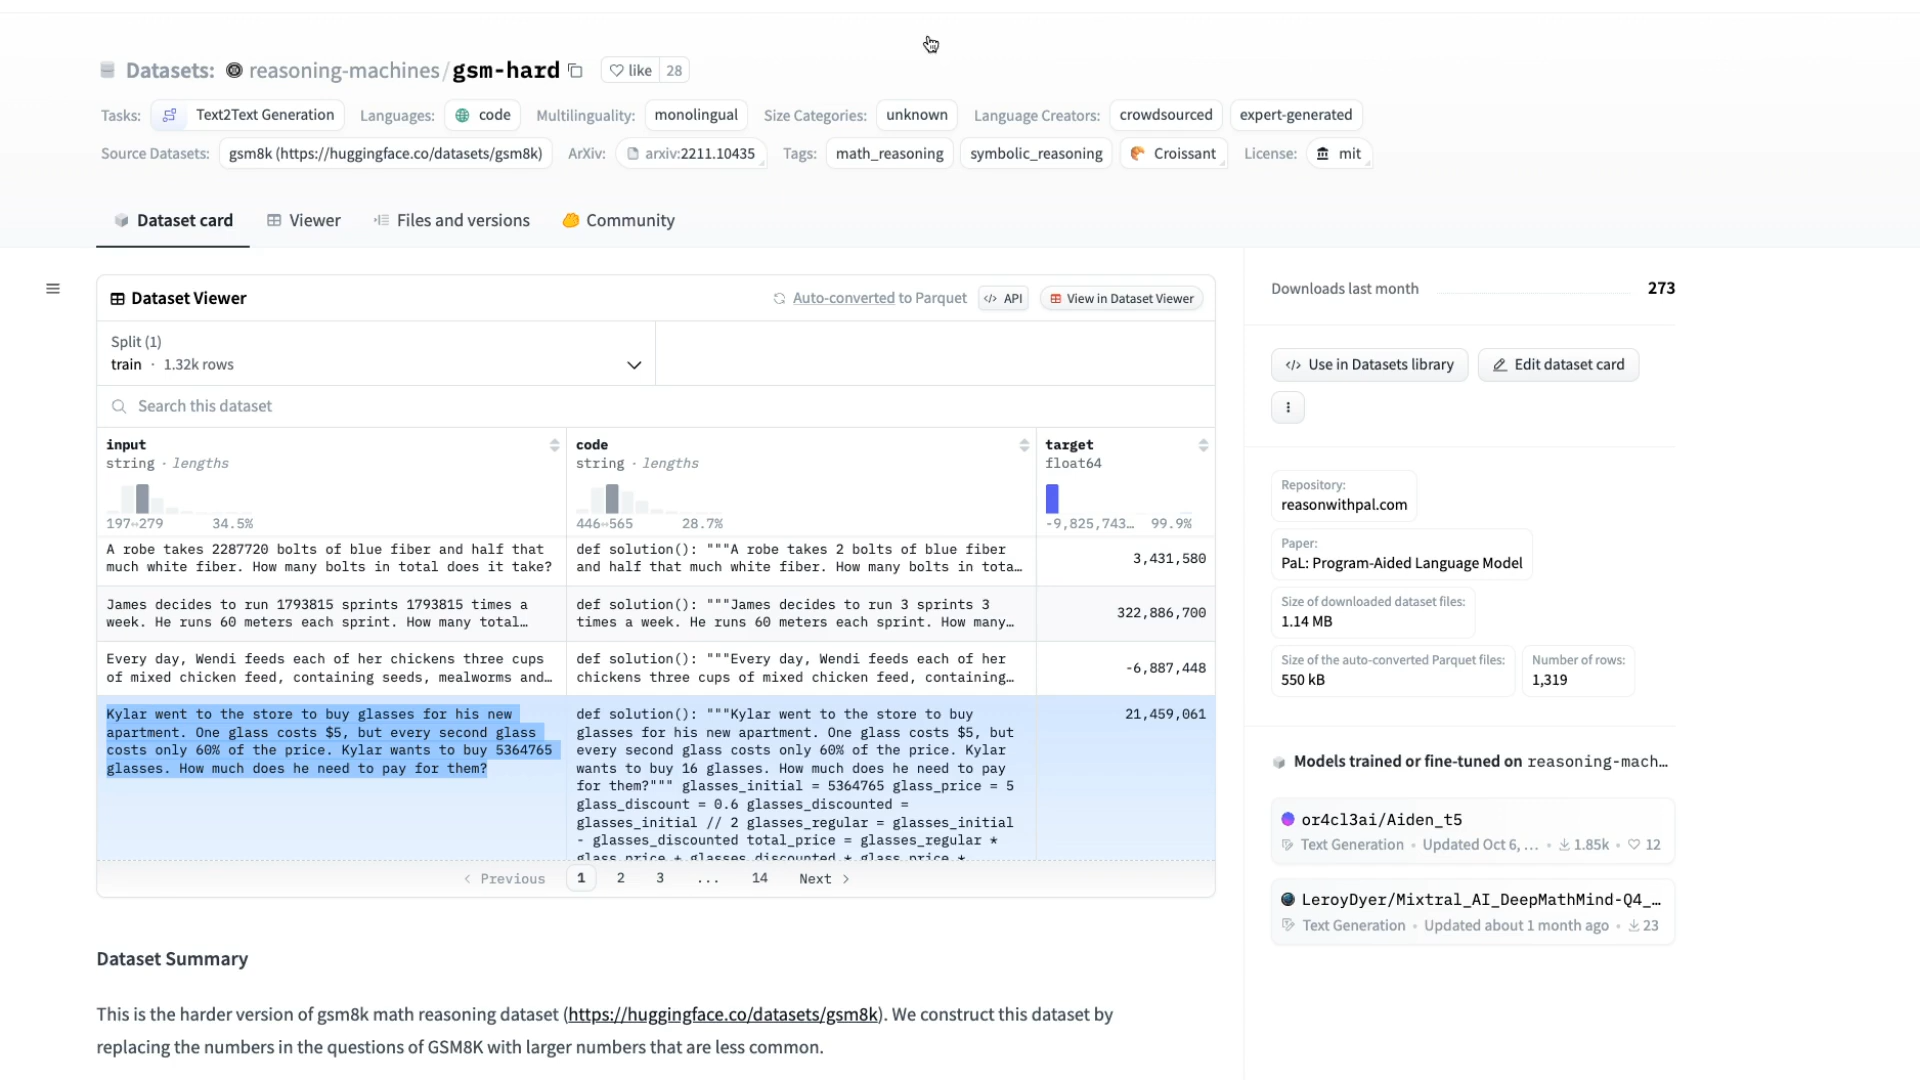 Datasets: reasoning-machines/gsm-hard like 28
Tasks: Text2Text Generation Languages: code Multilinguality: monolingual Size Categories: unknown Language Creators: crowdsourced expert-generated
Source Datasets: gsm8k (https://huggingface.co/datasets/gsm8k) ArXiv: arxiv:2211.10435 Tags: math_reasoning symbolic_reasoning Croissant License: mit
Dataset card Viewer Files and versions Community
Dataset Viewer Auto-converted to Parquet API View in Dataset Viewer
Split (1)
train · 1.32k rows
Search this dataset
input code target
string · lengths string · lengths float64
197↔279 34.5% 446↔565 28.7% -9,825,743… 99.9%
A robe takes 2287720 bolts of blue fiber and half that
much white fiber. How many bolts in total does it take?
def solution(): """A robe takes 2 bolts of blue fiber
and half that much white fiber. How many bolts in tota…
3,431,580
James decides to run 1793815 sprints 1793815 times a
week. He runs 60 meters each sprint. How many total…
def solution(): """James decides to run 3 sprints 3
times a week. He runs 60 meters each sprint. How many…
322,886,700
Every day, Wendi feeds each of her chickens three cups
of mixed chicken feed, containing seeds, mealworms and…
def solution(): """Every day, Wendi feeds each of her
chickens three cups of mixed chicken feed, containing…
-6,887,448
Kylar went to the store to buy glasses for his new
apartment. One glass costs $5, but every second glass
costs only 60% of the price. Kylar wants to buy 5364765
glasses. How much does he need to pay for them?
def solution(): """Kylar went to the store to buy
glasses for his new apartment. One glass costs $5, but
every second glass costs only 60% of the price. Kylar
wants to buy 16 glasses. How much does he need to pay
for them?""" glasses_initial = 5364765 glass_price = 5
glass_discount = 0.6 glasses_discounted =
glasses_initial // 2 glasses_regular = glasses_initial
- glasses_discounted total_price = glasses_regular *
glass_price + glasses_discounted * glass_price *
21,459,061
Previous 1 2 3 ... 14 Next
Dataset Summary
This is the harder version of gsm8k math reasoning dataset (https://huggingface.co/datasets/gsm8k). We construct this dataset by
replacing the numbers in the questions of GSM8K with larger numbers that are less common.
Downloads last month 273
Use in Datasets library Edit dataset card
Repository:
reasonwithpal.com
Paper:
PaL: Program-Aided Language Model
Size of downloaded dataset files:
1.14 MB
Size of the auto-converted Parquet files:
550 kB
Number of rows:
1,319
Models trained or fine-tuned on reasoning-mach…
or4cl3ai/Aiden_t5
Text Generation • Updated Oct 6, … • 1.85k • 12
LeroyDyer/Mixtral_AI_DeepMathMind-Q4_…
Text Generation • Updated about 1 month ago • 23